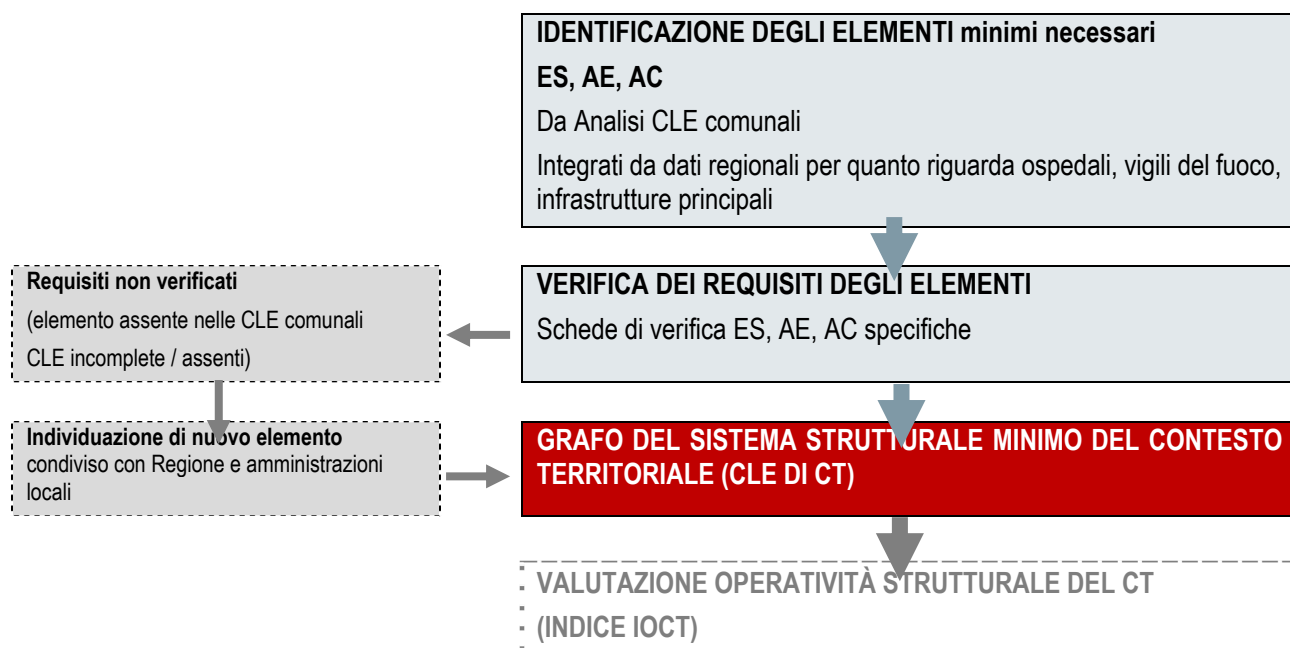 IDENTIFICAZIONE DEGLI ELEMENTI minimi necessari
ES, AE, AC
Da Analisi CLE comunali
Integrati da dati regionali per quanto riguarda ospedali, vigili del fuoco,
infrastrutture principali
Requisiti non verificati
(elemento assente nelle CLE comunali
CLE incomplete / assenti)
VERIFICA DEI REQUISITI DEGLI ELEMENTI
Schede di verifica ES, AE, AC specifiche
Individuazione di nuovo elemento
condiviso con Regione e amministrazioni
locali
GRAFO DEL SISTEMA STRUTTURALE MINIMO DEL CONTESTO
TERRITORIALE (CLE DI CT)
VALUTAZIONE OPERATIVITÀ STRUTTURALE DEL CT
(INDICE IOCT)